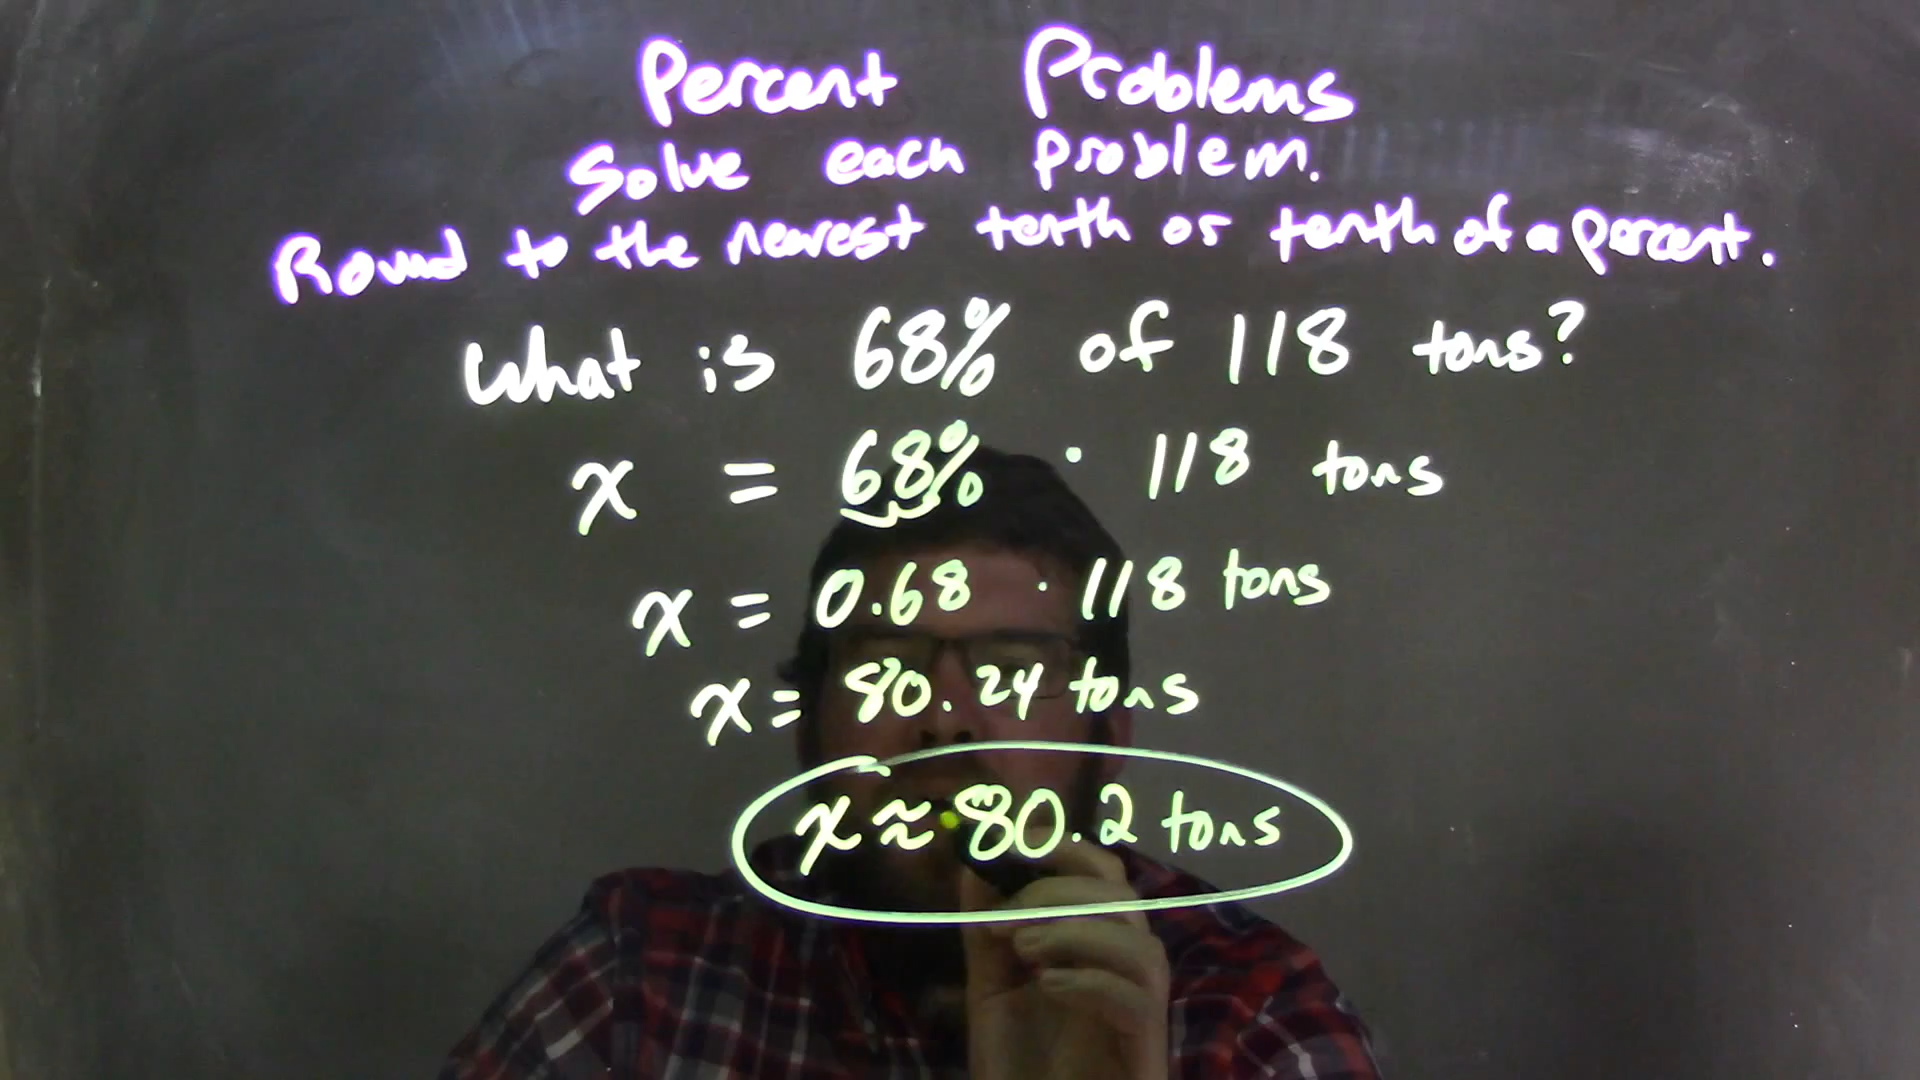 Percent Problems
Solve each problem.
Round to the nearest tenth or tenth of a percent.
What is 68% of 118 tons?
x = 68% · 118 tons
x = 0.68 · 118 tons
x = 80.24 tons
x ≈ 80.2 tons